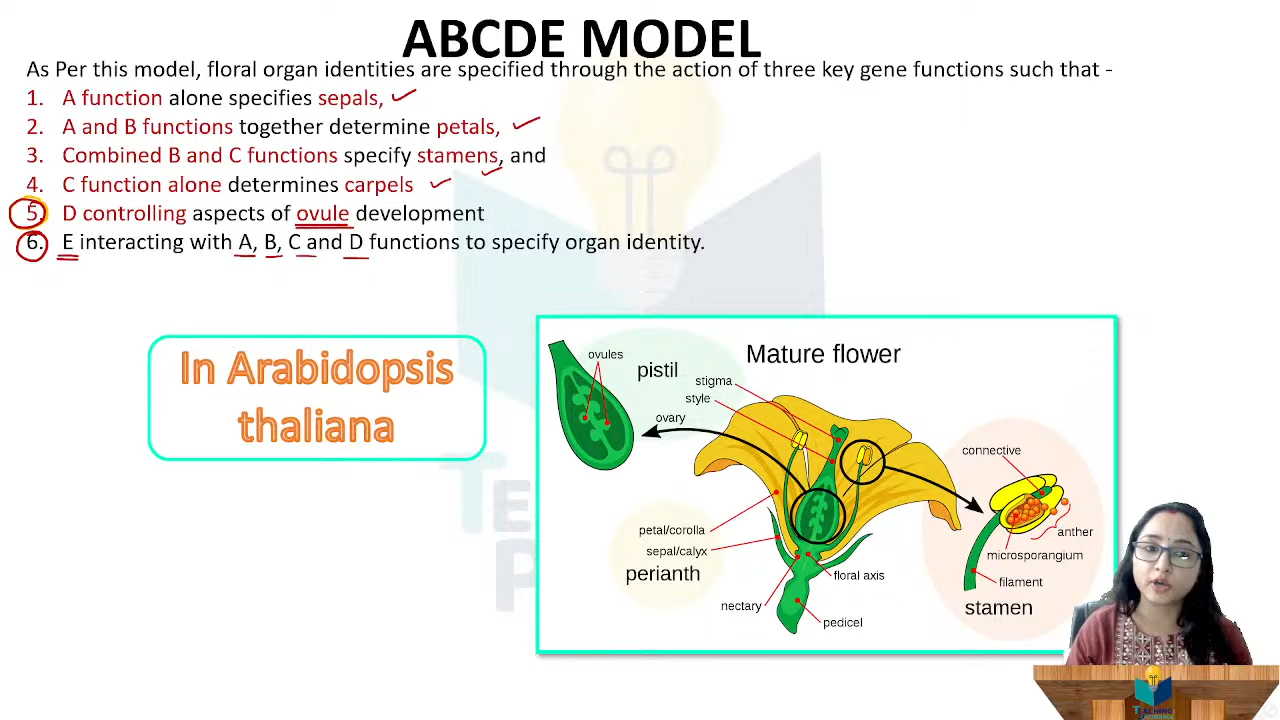 ABCDE MODEL
As Per this model, floral organ identities are specified through the action of three key gene functions such that -
1. A function alone specifies sepals,
2. A and B functions together determine petals,
3. Combined B and C functions specify stamens, and
4. C function alone determines carpels
5. D controlling aspects of ovule development
6. E interacting with A, B, C and D functions to specify organ identity.
In Arabidopsis
thaliana
Mature flower
ovules
pistil
stigma
style
ovary
connective
petal/corolla
anther
sepal/calyx
microsporangium
perianth
floral axis
filament
nectary
stamen
pedicel
TEACHING